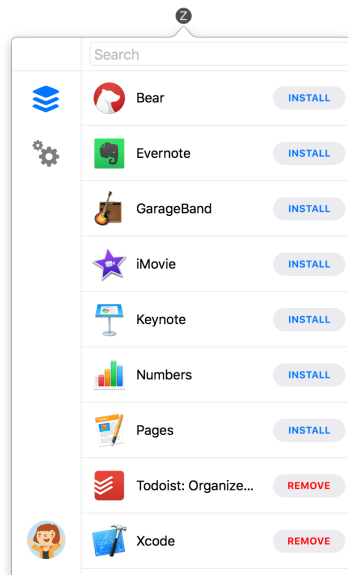 Z
Search
Bear INSTALL
Evernote INSTALL
GarageBand INSTALL
iMovie INSTALL
Keynote INSTALL
Numbers INSTALL
Pages INSTALL
Todoist: Organize... REMOVE
Xcode REMOVE